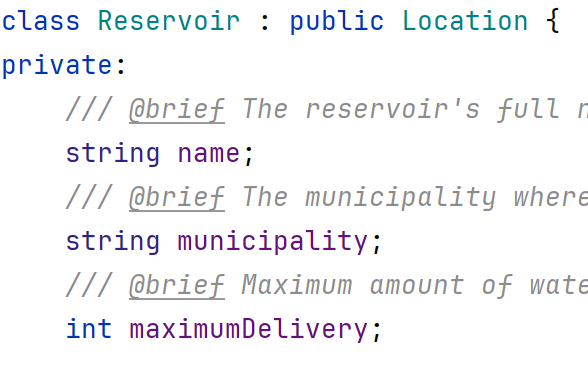 class Reservoir : public Location {
private:
/// @brief The reservoir's full
string name;
/// @brief The municipality where
string municipality;
/// @brief Maximum amount of
int maximumDelivery;